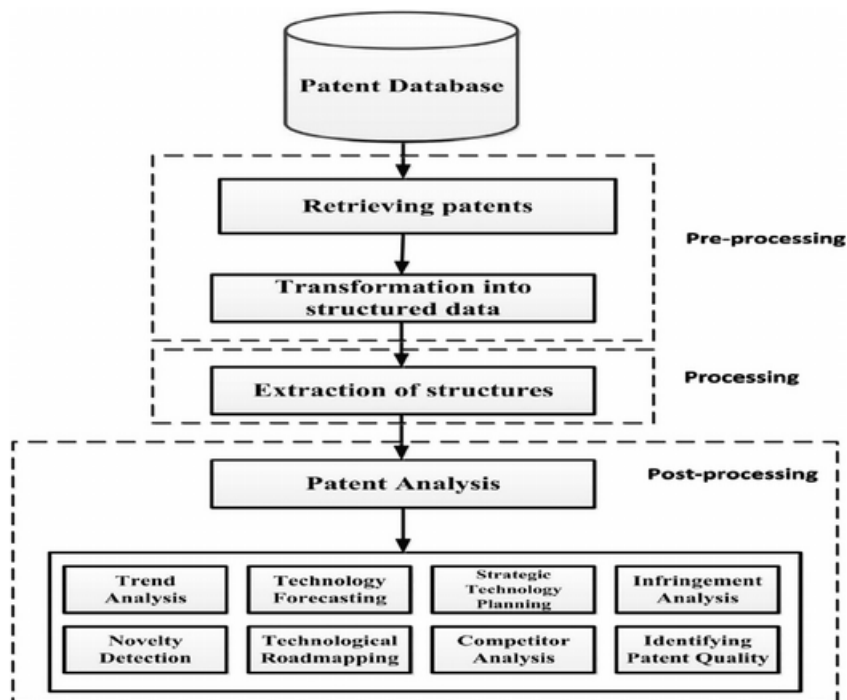 Patent Database
Retrieving patents
Pre-processing
Transformation into
structured data
Processing
Extraction of structures
Post-processing
Patent Analysis
Trend
Analysis
Technology
Forecasting
Strategic
Technology
Planning
Infringement
Analysis
Novelty
Detection
Technological
Roadmapping
Competitor
Analysis
Identifying
Patent Quality